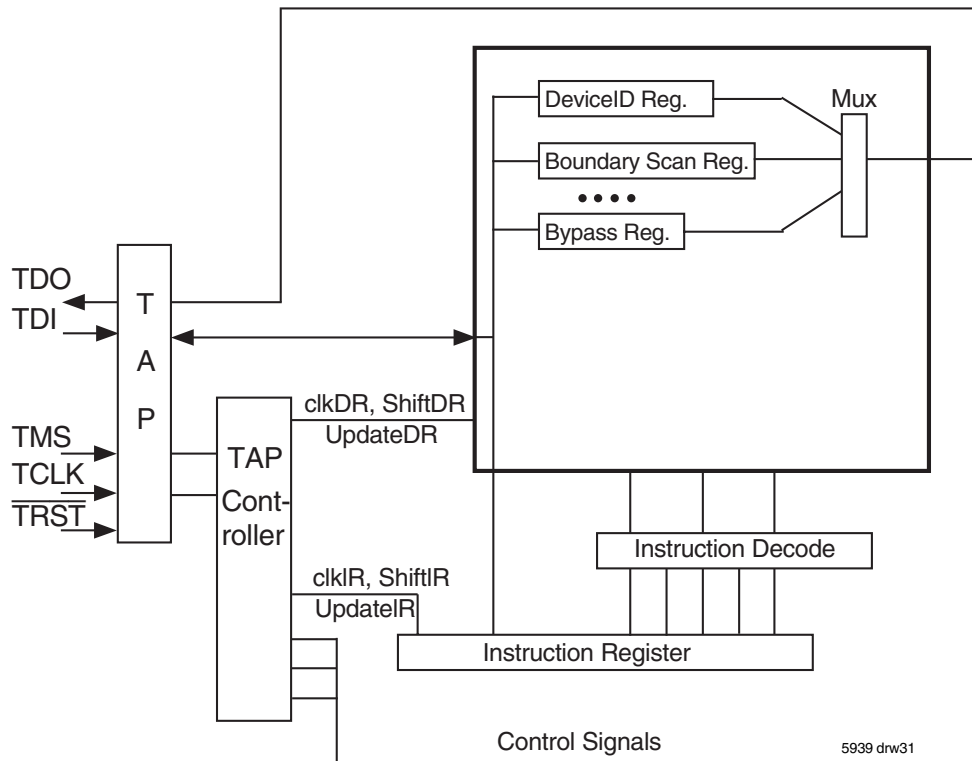 DeviceID Reg.
Mux
Boundary Scan Reg.
Bypass Reg.
TDO
TDI
T
A
P
TMS
TCLK
TRST
clkDR, ShiftDR
UpdateDR
TAP
Cont-
roller
Instruction Decode
clkIR, ShiftIR
UpdateIR
Instruction Register
Control Signals
5939 drw31